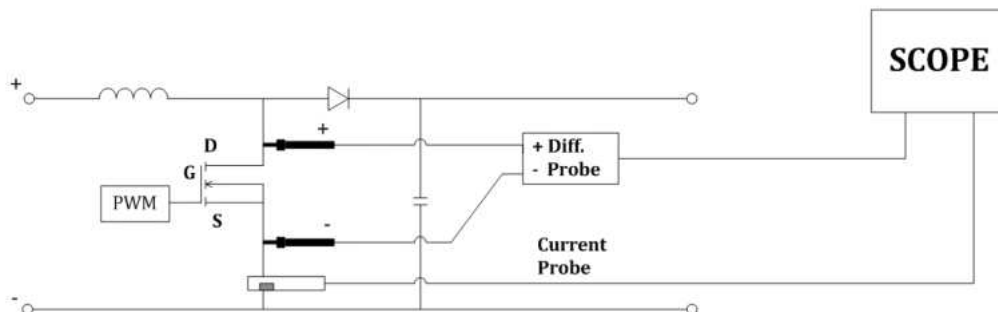 SCOPE
+
+
D
+ Diff.
- Probe
G
PWM
S
-
Current
Probe
-